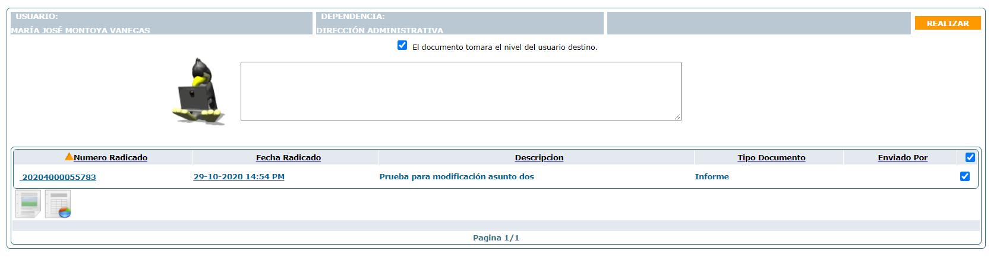 USUARIO:
MARÍA JOSÉ MONTOYA VANEGAS
DEPENDENCIA:
DIRECCIÓN ADMINISTRATIVA
REALIZAR
El documento tomara el nivel del usuario destino.
Numero Radicado Fecha Radicado Descripcion Tipo Documento Enviado Por
20204000055783 29-10-2020 14:54 PM Prueba para modificación asunto dos Informe
Pagina 1/1